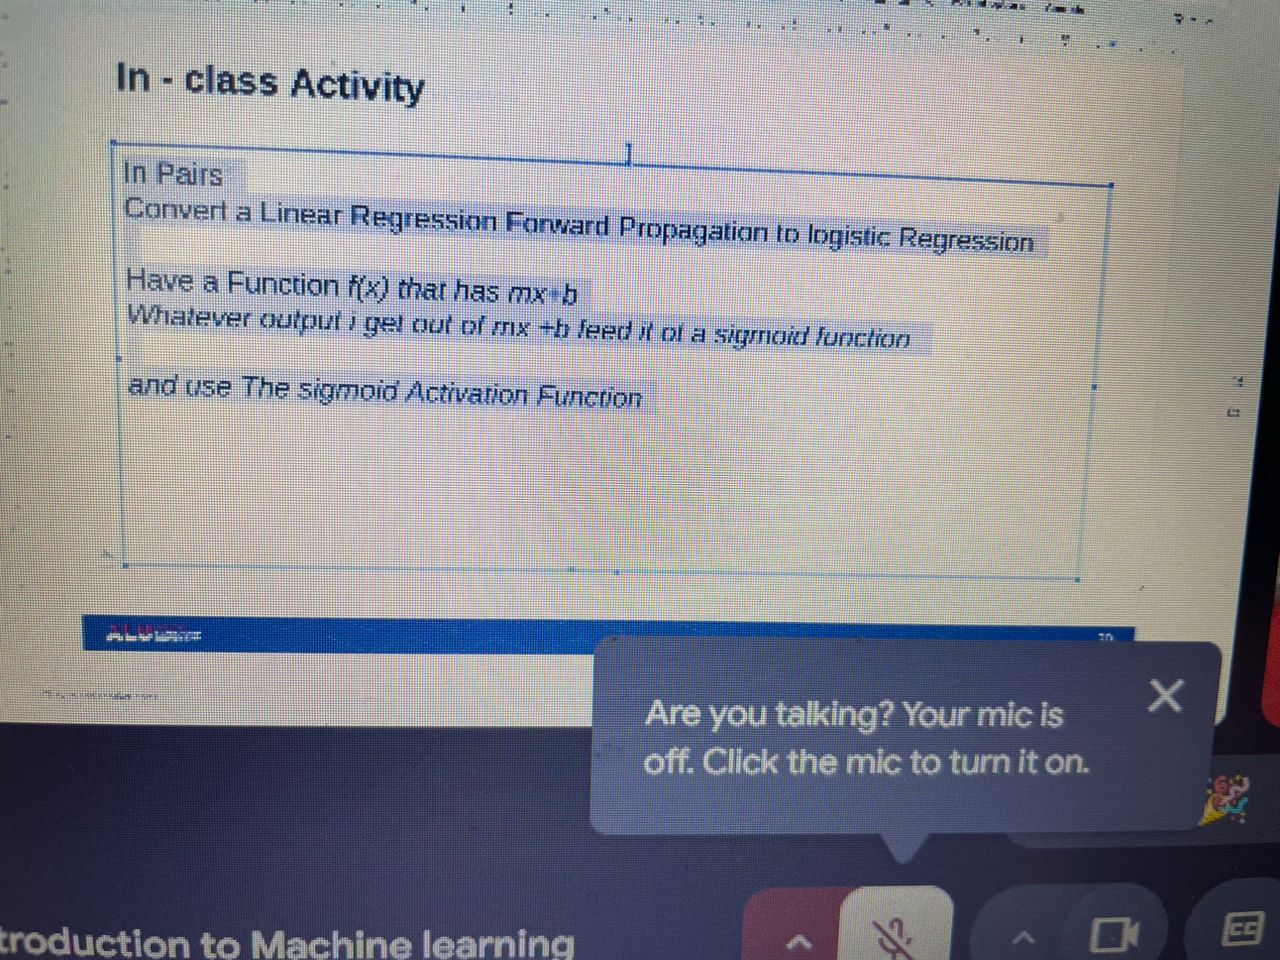 In - class Activity
In Pairs
Convert a Linear Regression Forward Propagation to logistic Regression
Have a Function f(x) that has mx+b
Whatever output i get out of mx +b feed it ot a sigmoid function
and use The sigmoid Activation Function
Are you talking? Your mic is
off. Click the mic to turn it on.
troduction to Machine learning
CC